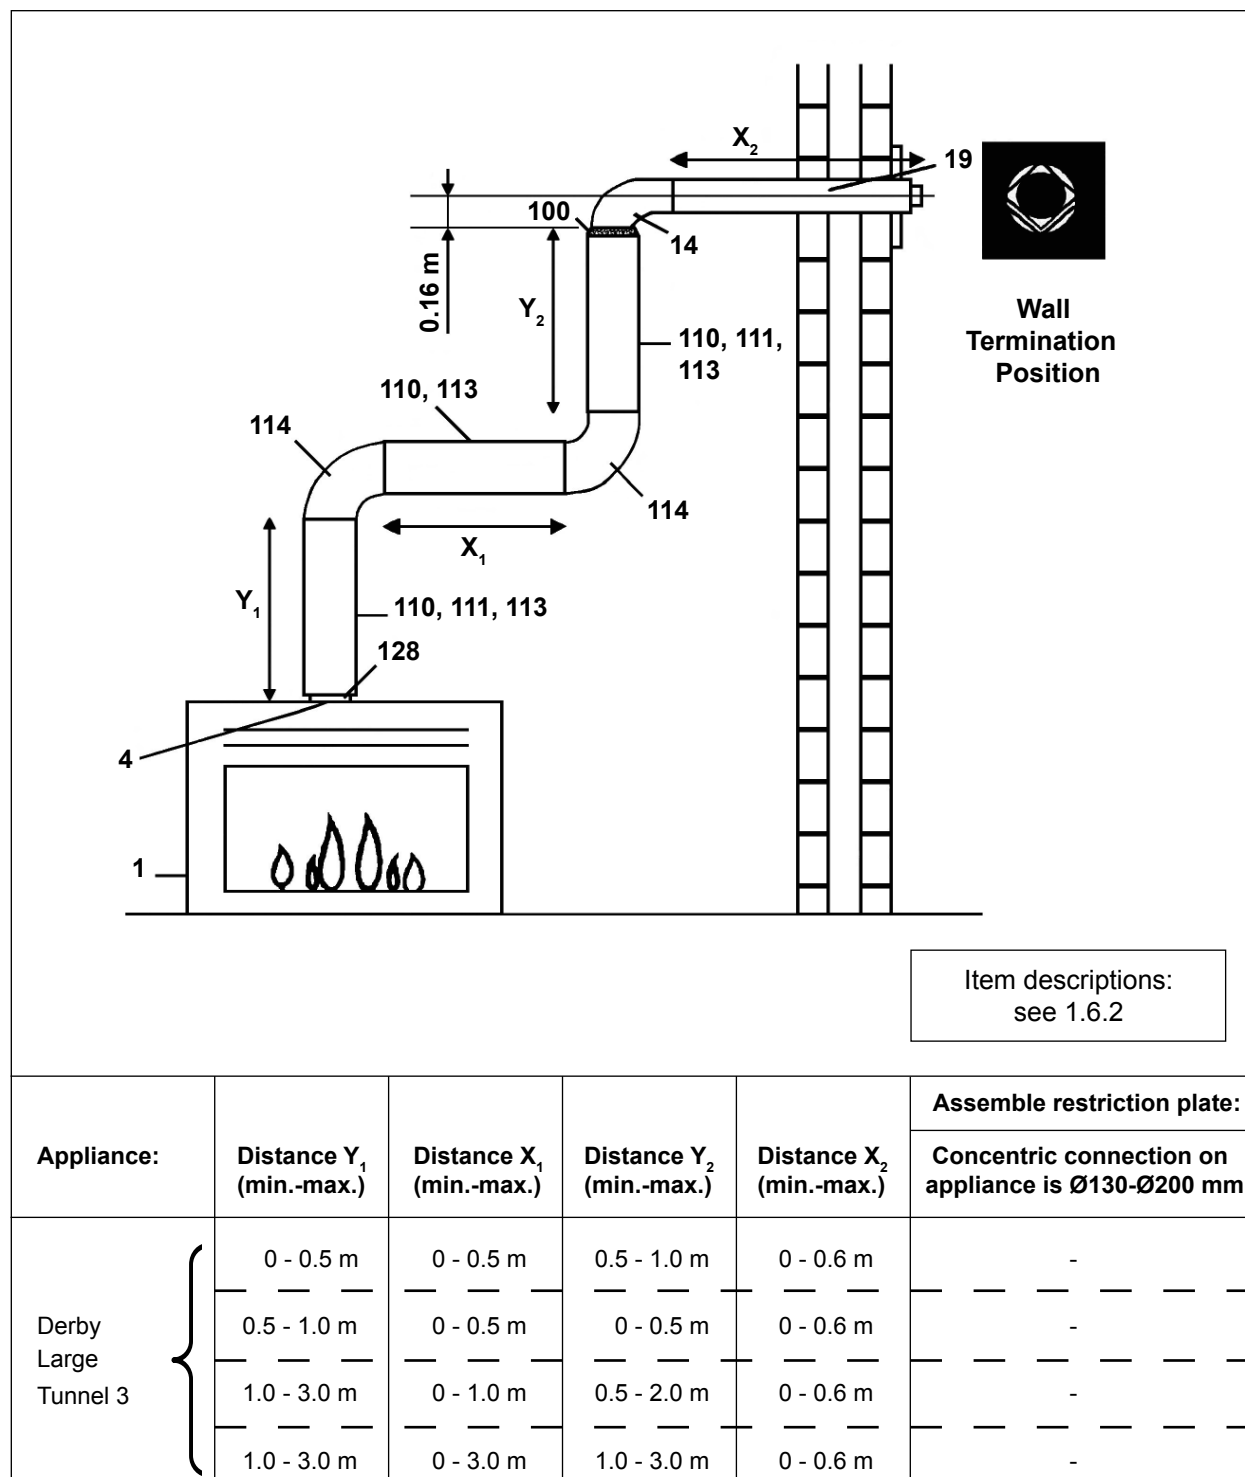 X2
19
100
14
0.16 m
Y2
Wall
Termination
Position
110, 111,
113
110, 113
114
114
X1
Y1
110, 111, 113
128
4
1
Item descriptions:
see 1.6.2
Appliance:
Distance Y1
(min.-max.)
Distance X1
(min.-max.)
Distance Y2
(min.-max.)
Distance X2
(min.-max.)
Assemble restriction plate:
Concentric connection on
appliance is Ø130-Ø200 mm
Derby
Large
Tunnel 3
0 - 0.5 m 0 - 0.5 m 0.5 - 1.0 m 0 - 0.6 m -
0.5 - 1.0 m 0 - 0.5 m 0 - 0.5 m 0 - 0.6 m -
1.0 - 3.0 m 0 - 1.0 m 0.5 - 2.0 m 0 - 0.6 m -
1.0 - 3.0 m 0 - 3.0 m 1.0 - 3.0 m 0 - 0.6 m -